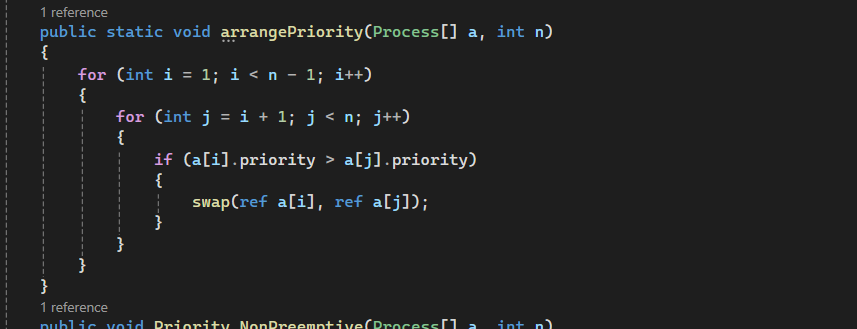 1 reference
public static void arrangePriority(Process[] a, int n)
{
for (int i = 1; i < n - 1; i++)
{
for (int j = i + 1; j < n; j++)
{
if (a[i].priority > a[j].priority)
{
swap(ref a[i], ref a[j]);
}
}
}
}
1 reference
public void Priority_NonPreemptive(Process[] a, int n)